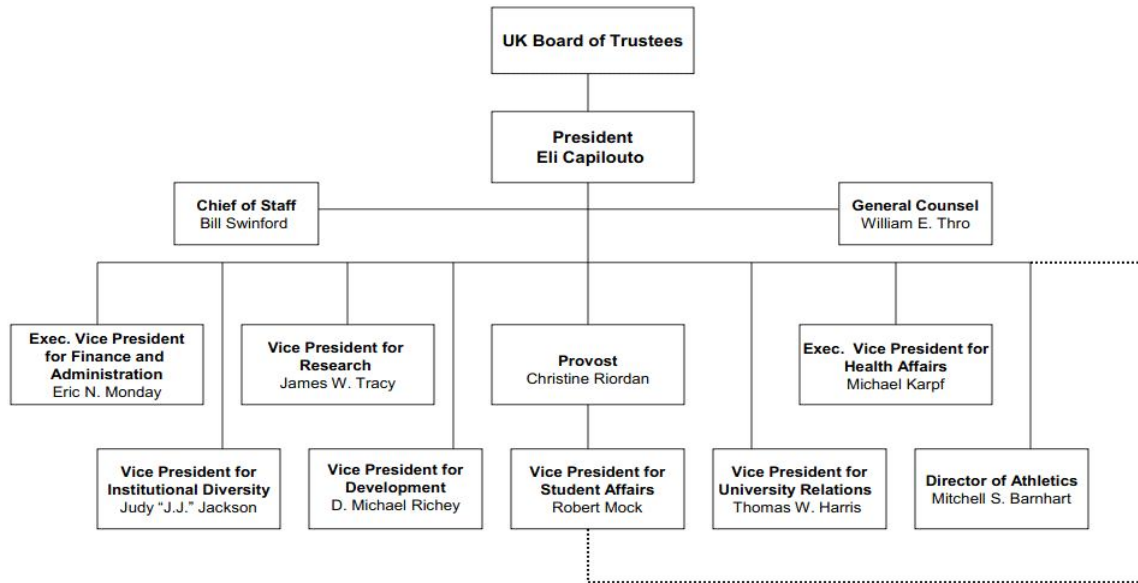 UK Board of Trustees
President
Eli Capilouto
Chief of Staff
Bill Swinford
General Counsel
William E. Thro
Exec. Vice President
for Finance and
Administration
Eric N. Monday
Vice President for
Research
James W. Tracy
Provost
Christine Riordan
Exec. Vice President for
Health Affairs
Michael Karpf
Vice President for
Institutional Diversity
Judy “J.J.” Jackson
Vice President for
Development
D. Michael Richey
Vice President for
Student Affairs
Robert Mock
Vice President for
University Relations
Thomas W. Harris
Director of Athletics
Mitchell S. Barnhart